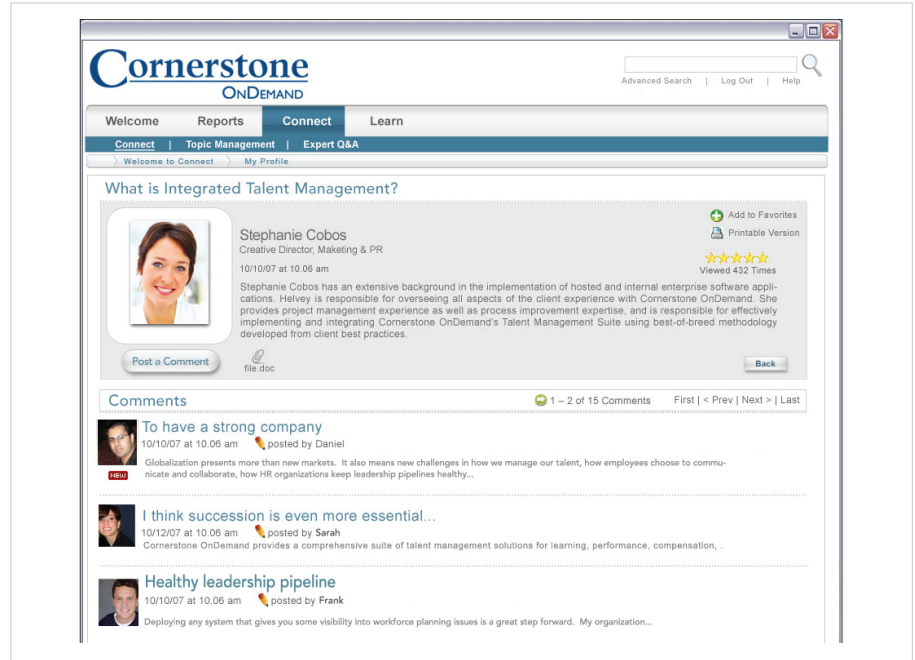 Cornerstone
ONDEMAND
Advanced Search | Log Out | Help
Welcome Reports Connect Learn
Connect | Topic Management | Expert Q&A
Welcome to Connect My Profile
What is Integrated Talent Management?
Add to Favorites
Stephanie Cobos
Printable Version
Creative Director, Maketing & PR
10/10/07 at 10.06 am
Viewed 432 Times
Stephanie Cobos has an extensive background in the implementation of hosted and internal enterprise software appli-
cations. Helvey is responsible for overseeing all aspects of the client experience with Cornerstone OnDemand. She
provides project management experience as well as process improvement expertise, and is responsible for effectively
implementing and integrating Cornerstone OnDemand's Talent Management Suite using best-of-breed methodology
developed from client best practices.
Post a Comment
file.doc
Back
Comments 1 – 2 of 15 Comments First | < Prev | Next > | Last
To have a strong company
10/10/07 at 10.06 am posted by Daniel
Globalization presents more than new markets. It also means new challenges in how we manage our talent, how employees choose to commu-
nicate and collaborate, how HR organizations keep leadership pipelines healthy...
NEW
I think succession is even more essential...
10/12/07 at 10.06 am posted by Sarah
Cornerstone OnDemand provides a comprehensive suite of talent management solutions for learning, performance, compensation, .
Healthy leadership pipeline
10/10/07 at 10.06 am posted by Frank
Deploying any system that gives you some visibility into workforce planning issues is a great step forward. My organization...